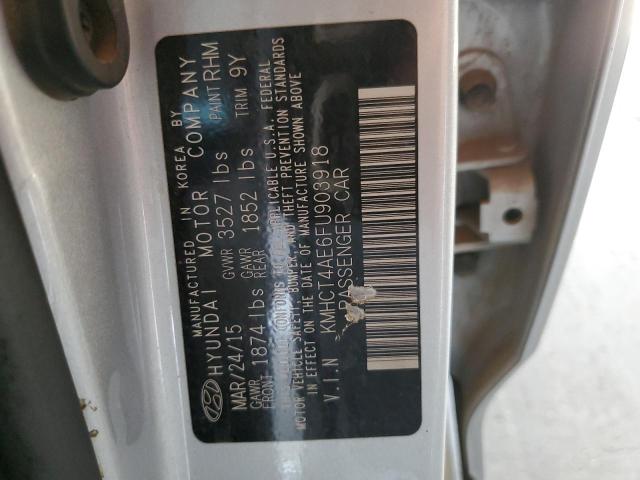 MANUFACTURED IN KOREA BY
HYUNDAI MOTOR COMPANY
MAR/24/15 GVWR 3527 lbs PAINT RHM
GAWR FRONT 1874 lbs GAWR REAR 1852 lbs TRIM 9Y
CONFORMS TO APPLICABLE U.S.A. FEDERAL
MOTOR VEHICLE SAFETY, BUMPER, AND THEFT PREVENTION STANDARDS
IN EFFECT ON THE DATE OF MANUFACTURE SHOWN ABOVE
V.I.N KMHCT4AE6FU903918
PASSENGER CAR